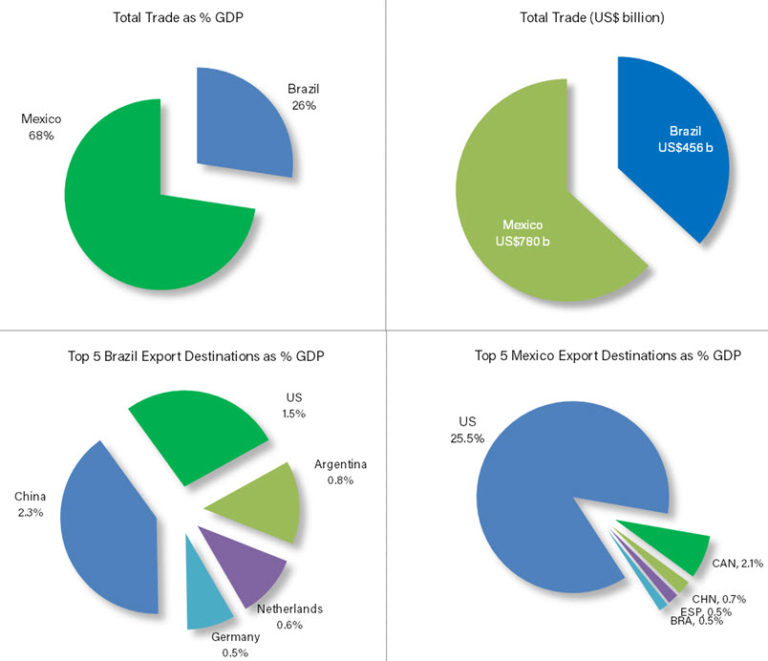 Total Trade as % GDP
Brazil
26%
Mexico
68%
Total Trade (US$ billion)
Brazil
US$456 b
Mexico
US$780 b
Top 5 Brazil Export Destinations as % GDP
US
1.5%
Argentina
0.8%
China
2.3%
Netherlands
0.6%
Germany
0.5%
Top 5 Mexico Export Destinations as % GDP
US
25.5%
CAN, 2.1%
CHN, 0.7%
ESP, 0.5%
BRA, 0.5%